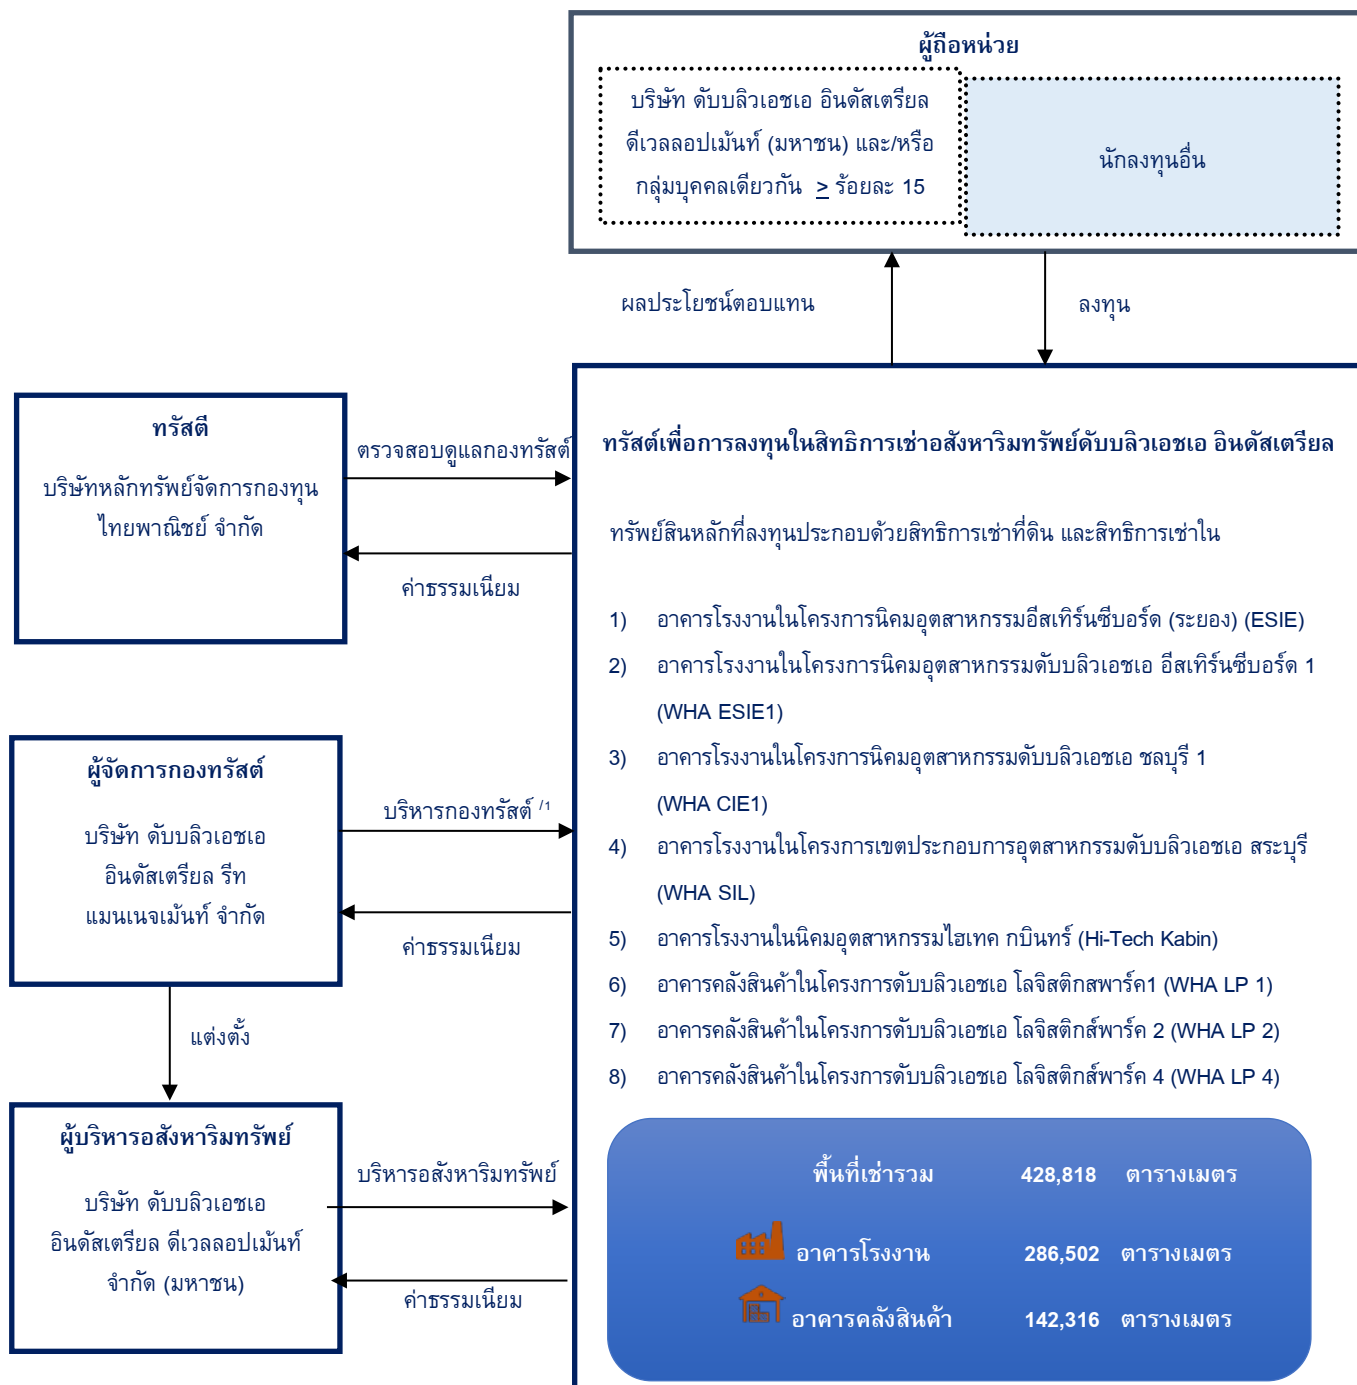 ผู้ถือหน่วย
บริษัท ดับบลิวเอชเอ อินดัสเตรียล
ดีเวลลอปเม้นท์ (มหาชน) และ/หรือ
กลุ่มบุคคลเดียวกัน ≥ ร้อยละ 15
นักลงทุนอื่น
ผลประโยชน์ตอบแทน
ลงทุน
ทรัสตี
บริษัทหลักทรัพย์จัดการกองทุน
ไทยพาณิชย์ จำกัด
ตรวจสอบดูแลกองทรัสต์
ค่าธรรมเนียม
ผู้จัดการกองทรัสต์
บริษัท ดับบลิวเอชเอ
อินดัสเตรียล รีท
แมนเนจเม้นท์ จำกัด
บริหารกองทรัสต์ /1
ค่าธรรมเนียม
แต่งตั้ง
ผู้บริหารอสังหาริมทรัพย์
บริษัท ดับบลิวเอชเอ
อินดัสเตรียล ดีเวลลอปเม้นท์
จำกัด (มหาชน)
บริหารอสังหาริมทรัพย์
ค่าธรรมเนียม
ทรัสต์เพื่อการลงทุนในสิทธิการเช่าอสังหาริมทรัพย์ดับบลิวเอชเอ อินดัสเตรียล
ทรัพย์สินหลักที่ลงทุนประกอบด้วยสิทธิการเช่าที่ดิน และสิทธิการเช่าใน
1) อาคารโรงงานในโครงการนิคมอุตสาหกรรมอีสเทิร์นซีบอร์ด (ระยอง) (ESIE)
2) อาคารโรงงานในโครงการนิคมอุตสาหกรรมดับบลิวเอชเอ อีสเทิร์นซีบอร์ด 1
(WHA ESIE1)
3) อาคารโรงงานในโครงการนิคมอุตสาหกรรมดับบลิวเอชเอ ชลบุรี 1
(WHA CIE1)
4) อาคารโรงงานในโครงการเขตประกอบการอุตสาหกรรมดับบลิวเอชเอ สระบุรี
(WHA SIL)
5) อาคารโรงงานในนิคมอุตสาหกรรมไฮเทค กบินทร์ (Hi-Tech Kabin)
6) อาคารคลังสินค้าในโครงการดับบลิวเอชเอ โลจิสติกสพาร์ค1 (WHA LP 1)
7) อาคารคลังสินค้าในโครงการดับบลิวเอชเอ โลจิสติกส์พาร์ค 2 (WHA LP 2)
8) อาคารคลังสินค้าในโครงการดับบลิวเอชเอ โลจิสติกส์พาร์ค 4 (WHA LP 4)
พื้นที่เช่ารวม 428,818 ตารางเมตร
อาคารโรงงาน 286,502 ตารางเมตร
อาคารคลังสินค้า 142,316 ตารางเมตร